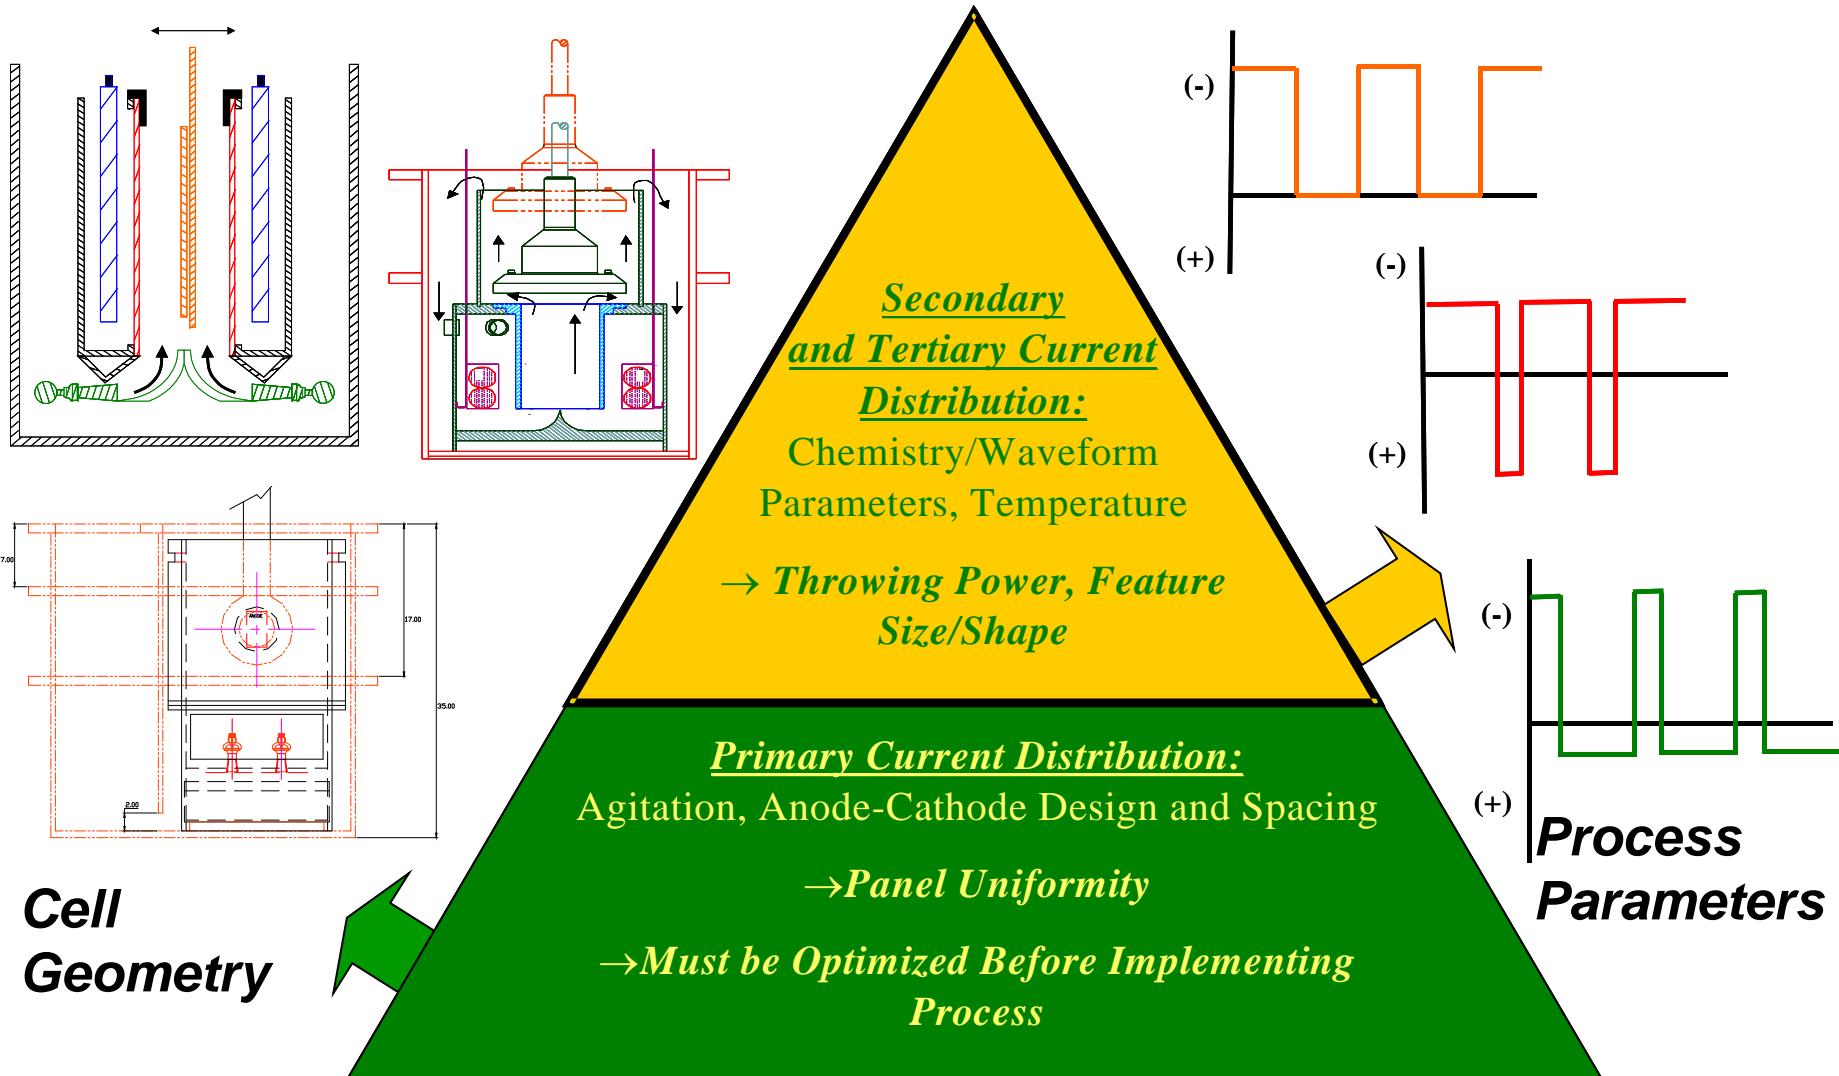 (-)
(+)
(-)
(+)
(-)
(+)
Secondary
and Tertiary Current
Distribution:
Chemistry/Waveform
Parameters, Temperature
→ Throwing Power, Feature
Size/Shape
Primary Current Distribution:
Agitation, Anode-Cathode Design and Spacing
→Panel Uniformity
→Must be Optimized Before Implementing
Process
7.00
ANODE
17.00
35.00
2.00
Cell
Geometry
Process
Parameters